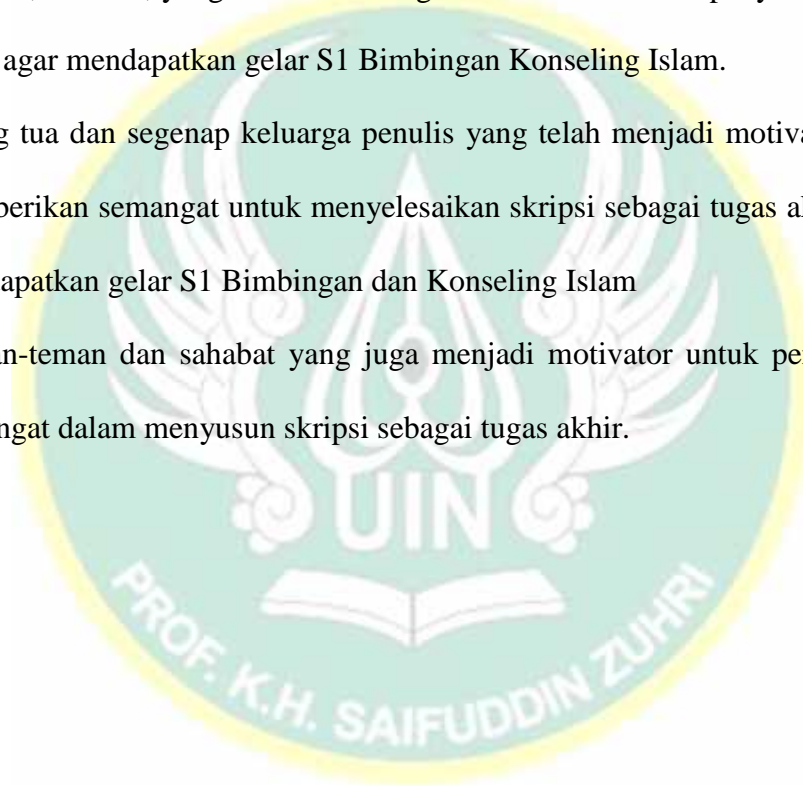 agar mendapatkan gelar S1 Bimbingan Konseling Islam.
g tua dan segenap keluarga penulis yang telah menjadi motiva
berikan semangat untuk menyelesaikan skripsi sebagai tugas a
apatkan gelar S1 Bimbingan dan Konseling Islam
n-teman dan sahabat yang juga menjadi motivator untuk pe
ngat dalam menyusun skripsi sebagai tugas akhir.
UIN
PROF. K.H. SAIFUDDIN ZUHRI